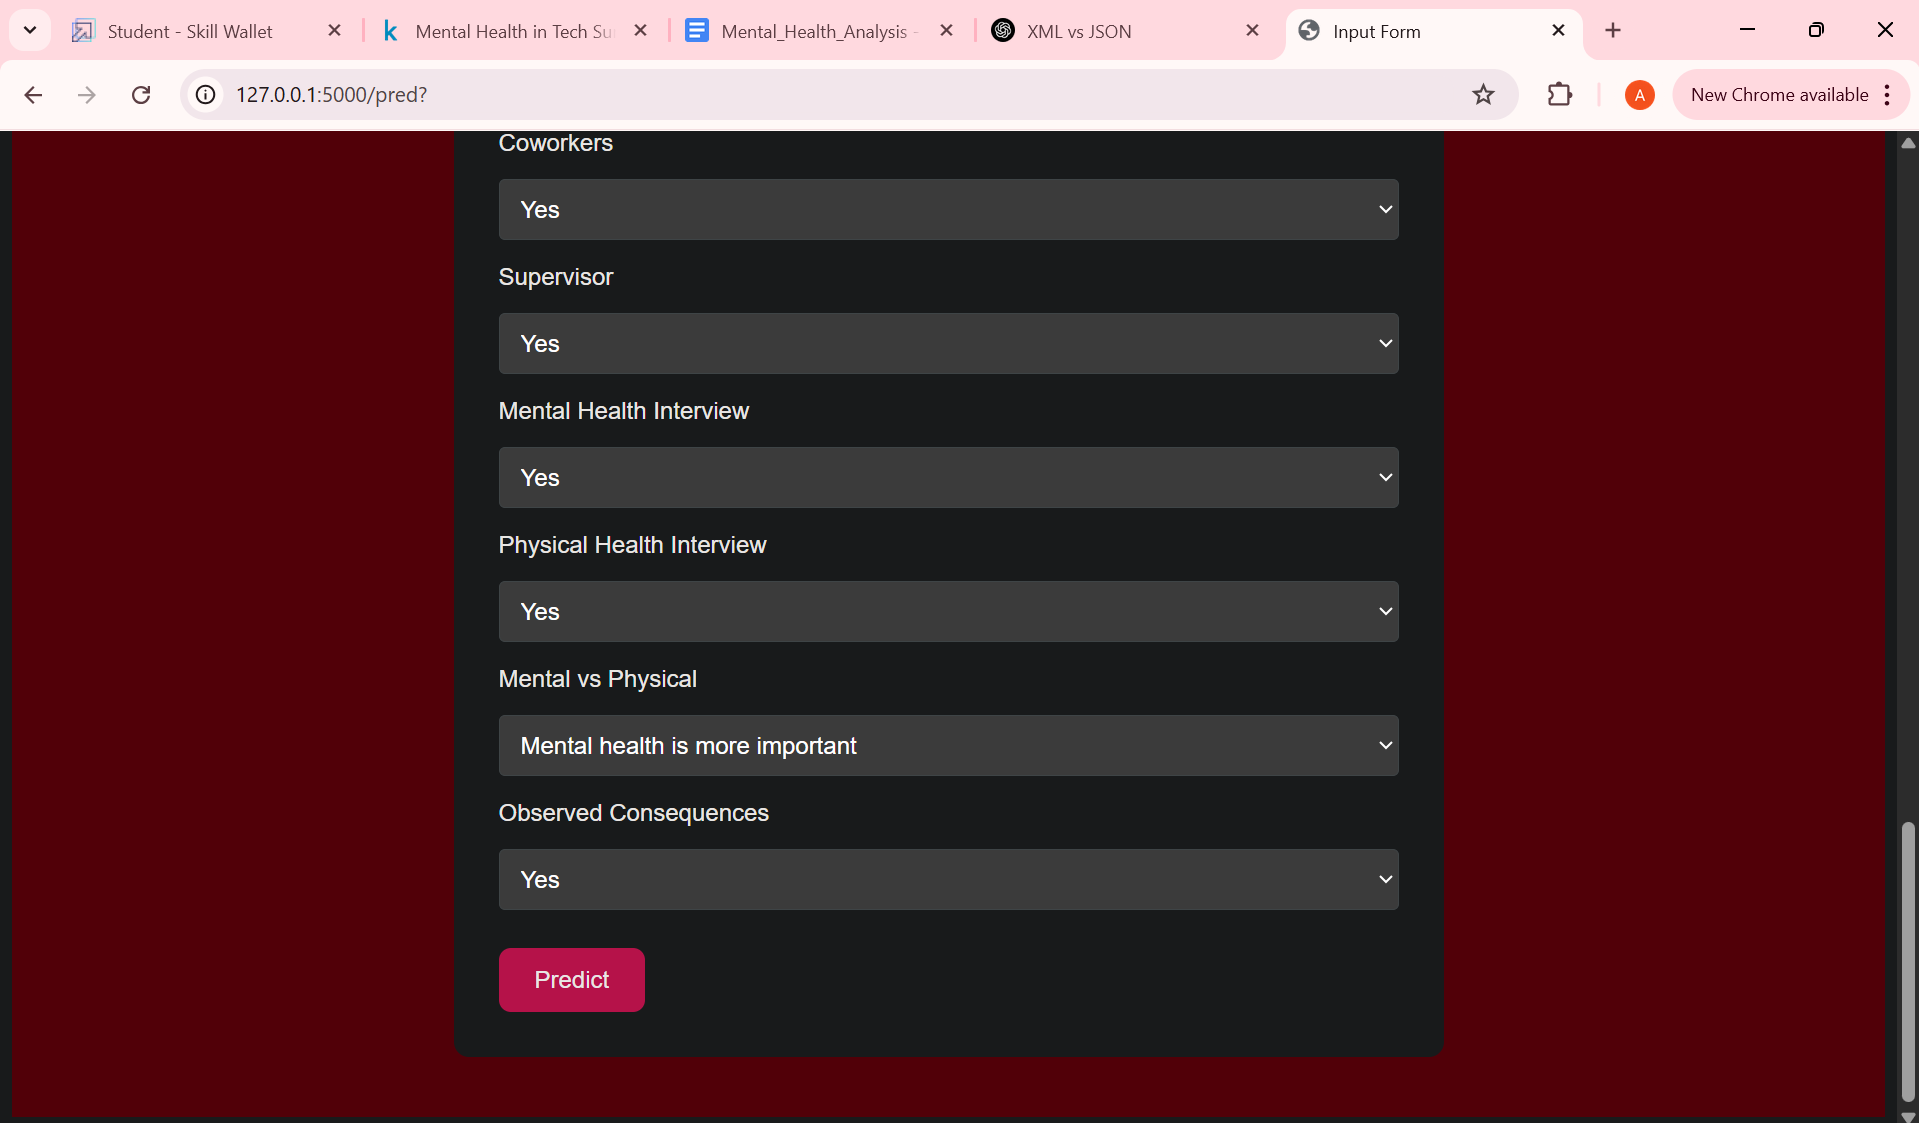 Student - Skill Wallet
Mental Health in Tech Su
Mental_Health_Analysis -
XML vs JSON
Input Form
127.0.0.1:5000/pred?
A
New Chrome available
Coworkers
Yes
Supervisor
Yes
Mental Health Interview
Yes
Physical Health Interview
Yes
Mental vs Physical
Mental health is more important
Observed Consequences
Yes
Predict